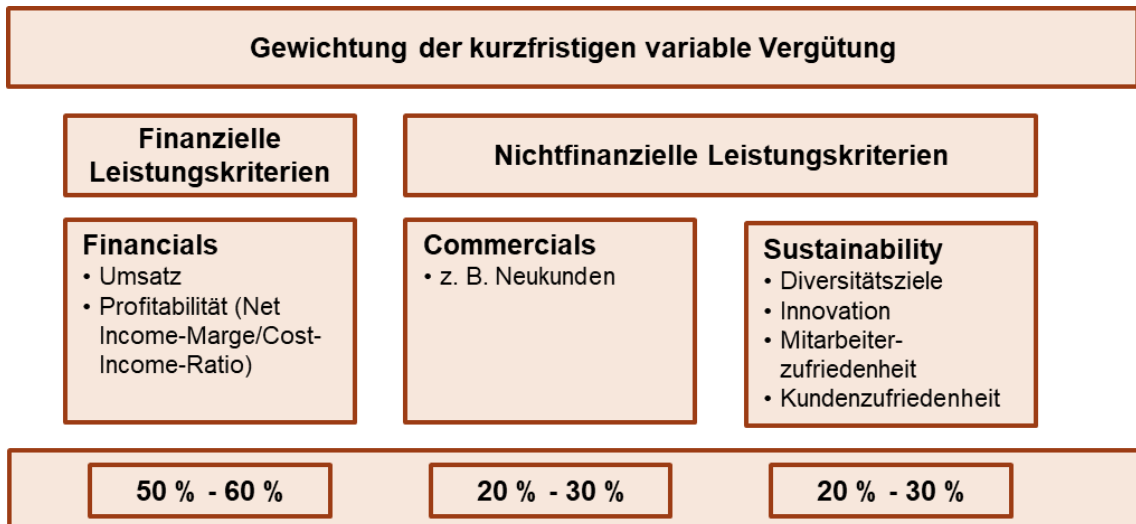 Gewichtung der kurzfristigen variable Vergütung
Finanzielle
Leistungskriterien
Nichtfinanzielle Leistungskriterien
Financials
• Umsatz
• Profitabilität (Net
Income-Marge/Cost-
Income-Ratio)
Commercials
• z. B. Neukunden
Sustainability
• Diversitätsziele
• Innovation
• Mitarbeiter-
zufriedenheit
• Kundenzufriedenheit
50 % - 60 %
20 % - 30 %
20 % - 30 %